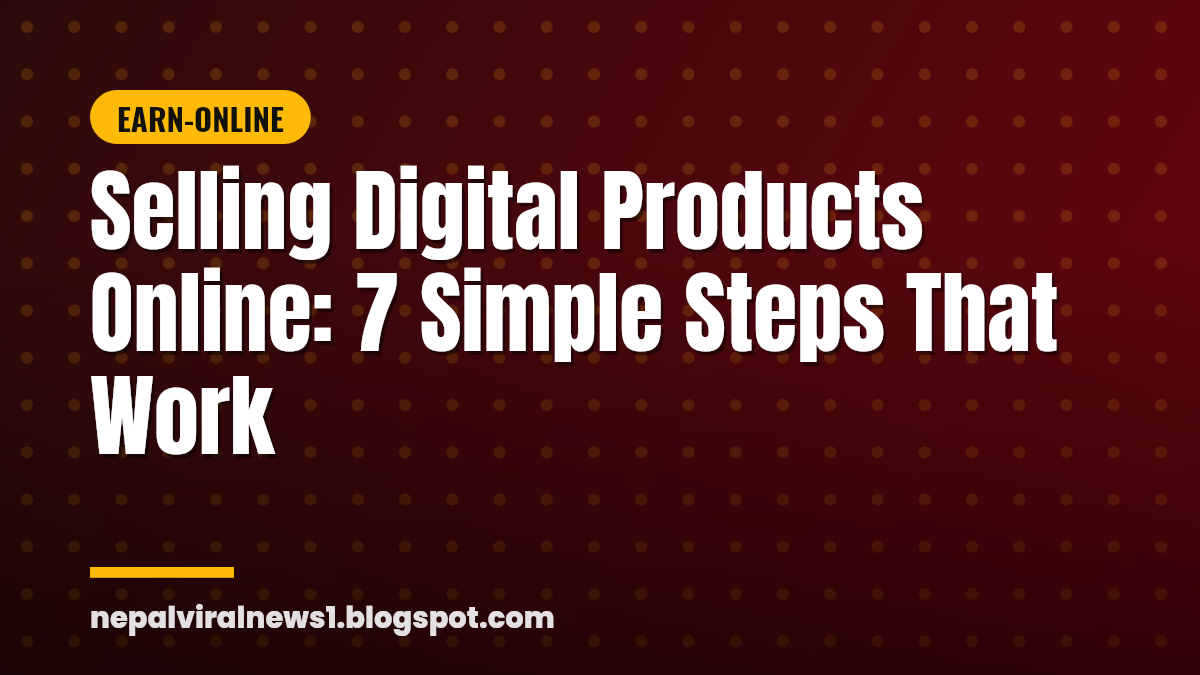 EARN-ONLINE
Selling Digital Products
Online: 7 Simple Steps That
Work
nepalviralnews1.blogspot.com